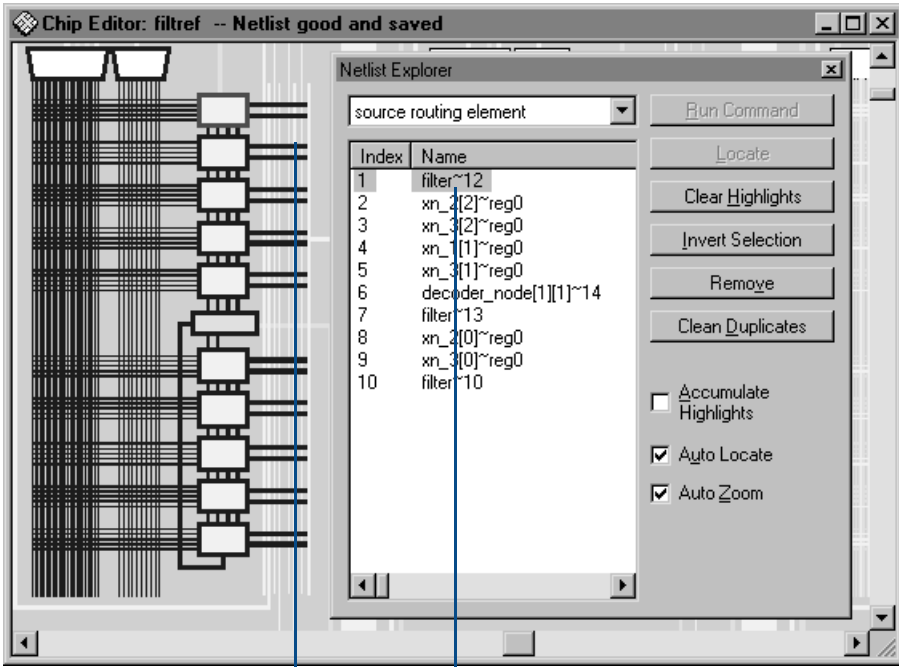 Chip Editor: filtref -- Netlist good and saved
Netlist Explorer
source routing element
Run Command
Locate
Clear Highlights
Invert Selection
Remove
Clean Duplicates
Index Name
1 filter~12
2 xn_2[2]~reg0
3 xn_3[2]~reg0
4 xn_1[1]~reg0
5 xn_3[1]~reg0
6 decoder_node[1][1]~14
7 filter~13
8 xn_2[0]~reg0
9 xn_3[0]~reg0
10 filter~10
Accumulate
Highlights
Auto Locate
Auto Zoom